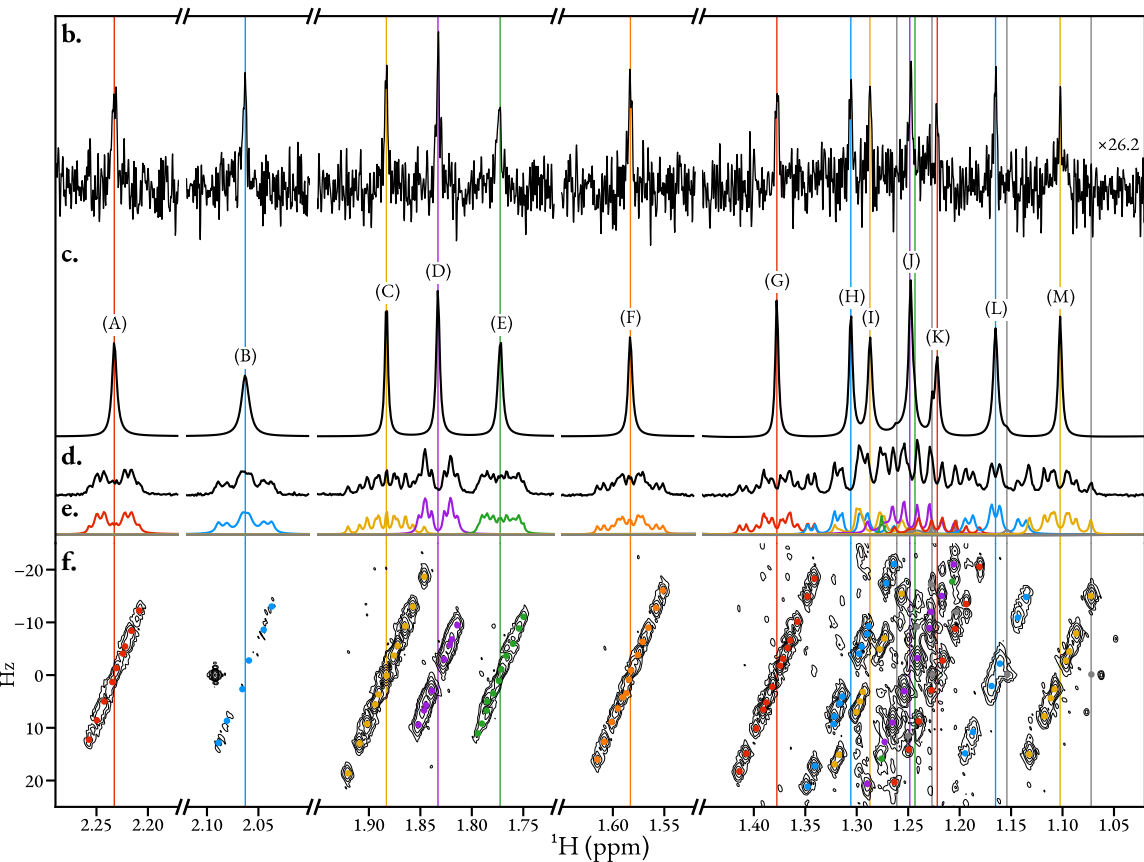 b.
×26.2
c.
(J)
(D)
(G)
(C)
(H)
(L) (M)
(A) (E) (F) (I)
(K)
(B)
d.
e.
f.
−20
−10
0
10
20
Hz
2.25 2.20 2.10 2.05 1.90 1.85 1.80 1.75 1.60 1.55 1.40 1.35 1.30 1.25 1.20 1.15 1.10 1.05
¹H (ppm)